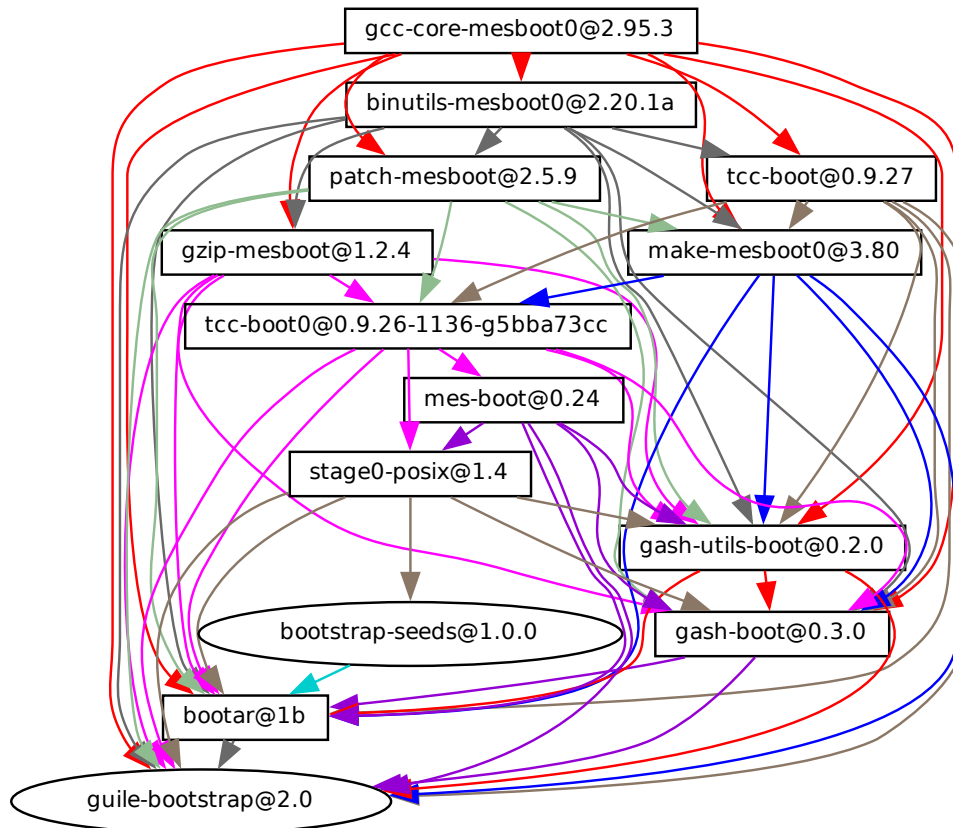 gcc-core-mesboot0@2.95.3
binutils-mesboot0@2.20.1a
patch-mesboot@2.5.9
tcc-boot@0.9.27
gzip-mesboot@1.2.4
make-mesboot0@3.80
tcc-boot0@0.9.26-1136-g5bba73cc
mes-boot@0.24
stage0-posix@1.4
gash-utils-boot@0.2.0
bootstrap-seeds@1.0.0
gash-boot@0.3.0
bootar@1b
guile-bootstrap@2.0